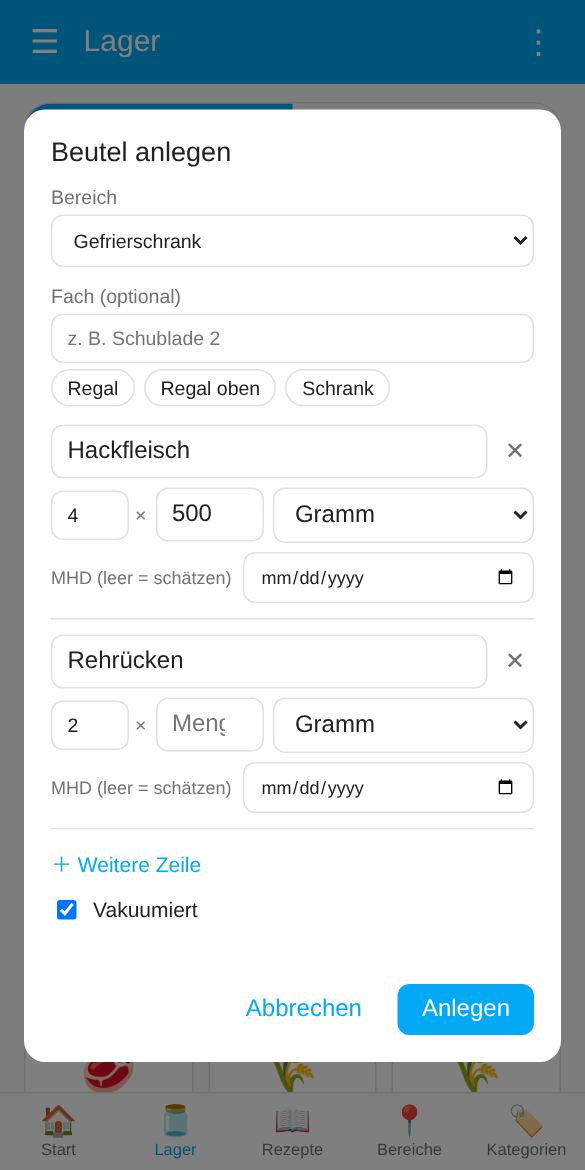 ☰ Lager ⋮
Beutel anlegen
Bereich
Gefrierschrank
Fach (optional)
z. B. Schublade 2
Regal Regal oben Schrank
Hackfleisch ✕
4 × 500 Gramm
MHD (leer = schätzen) mm/dd/yyyy
Rehrücken ✕
2 × Meng Gramm
MHD (leer = schätzen) mm/dd/yyyy
+ Weitere Zeile
Vakuumiert
Abbrechen Anlegen
Start Lager Rezepte Bereiche Kategorien